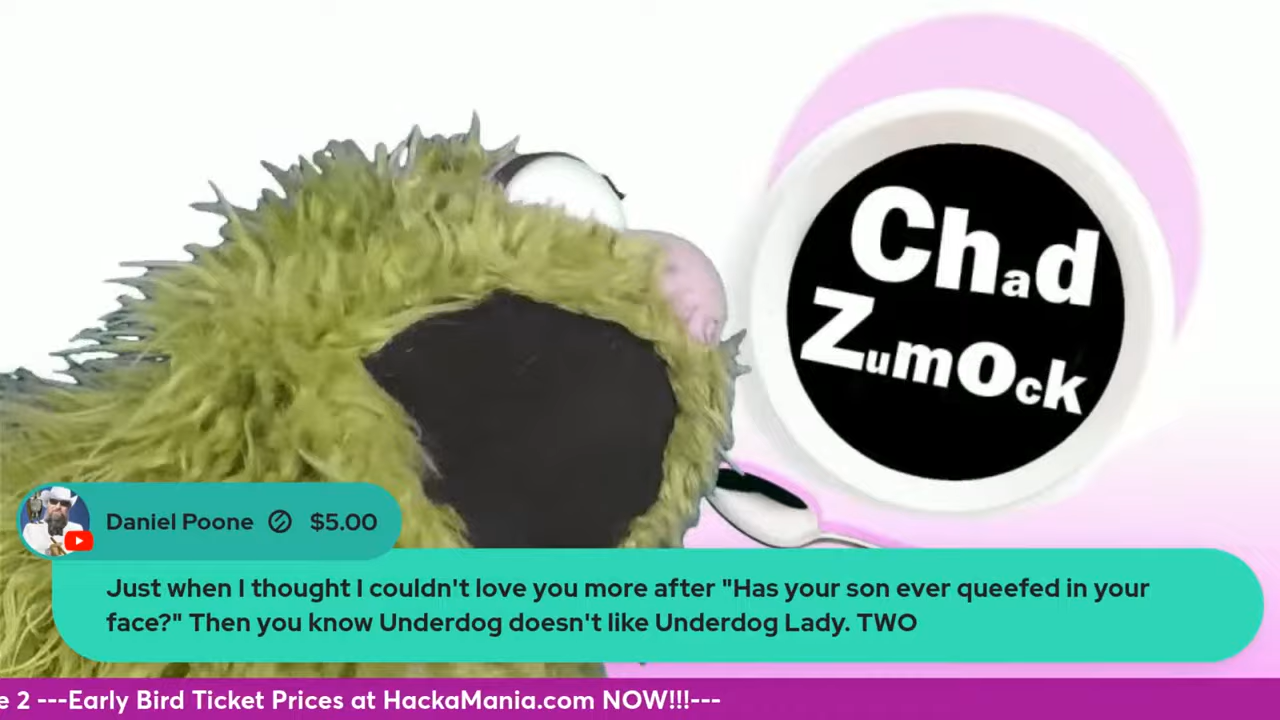 Chad
Zumock
Daniel Poone $5.00
Just when I thought I couldn't love you more after "Has your son ever queefed in your
face?" Then you know Underdog doesn't like Underdog Lady. TWO
e 2 ---Early Bird Ticket Prices at HackaMania.com NOW!!!---